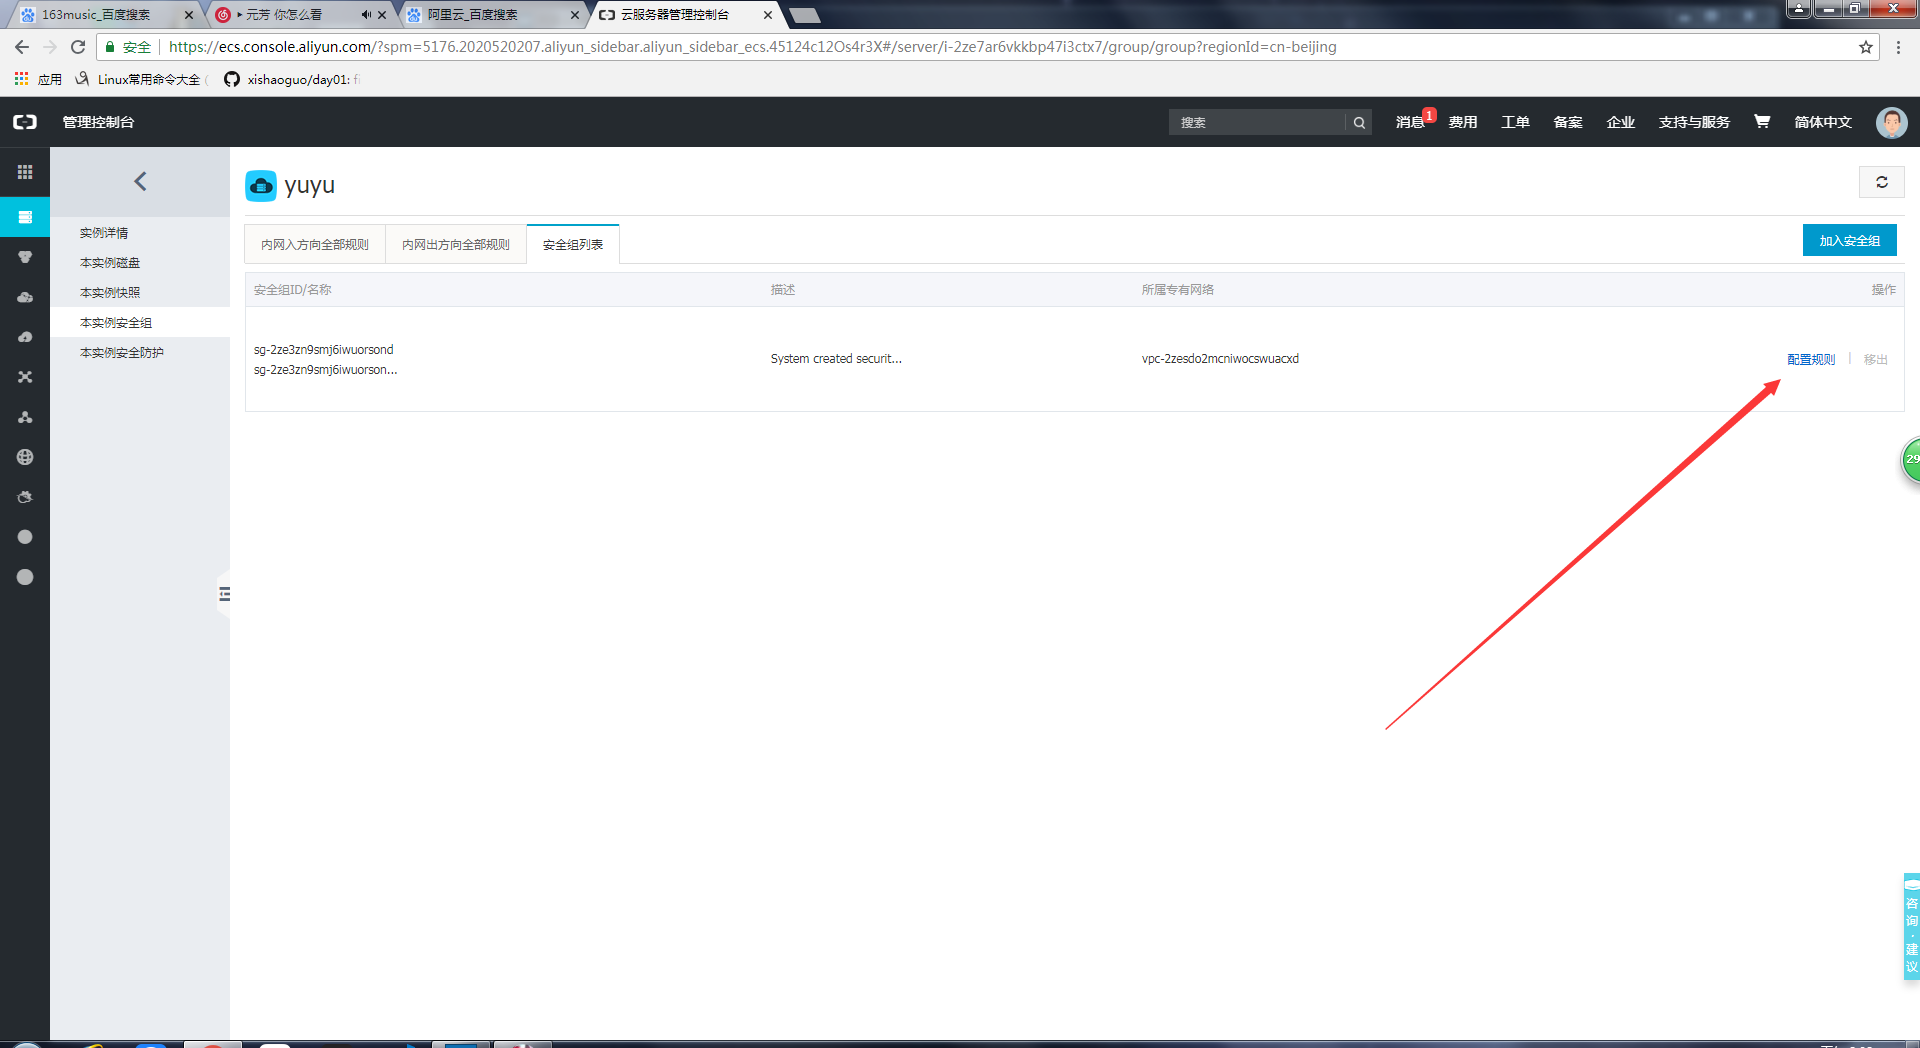 163music_百度搜索
元芳 你怎么看
阿里云_百度搜索
云服务器管理控制台
安全
https://ecs.console.aliyun.com/?spm=5176.2020520207.aliyun_sidebar.aliyun_sidebar_ecs.45124c12Os4r3X#/server/i-2ze7ar6vkkbp47i3ctx7/group/group?regionId=cn-beijing
应用
Linux常用命令大全
xishaoguo/day01:
管理控制台
搜索
消息
1
费用
工单
备案
企业
支持与服务
简体中文
yuyu
实例详情
本实例磁盘
本实例快照
本实例安全组
本实例安全防护
内网入方向全部规则
内网出方向全部规则
安全组列表
加入安全组
安全组ID/名称
描述
所属专有网络
操作
sg-2ze3zn9smj6iwuorsond
sg-2ze3zn9smj6iwuorson...
System created securit...
vpc-2zesdo2mcniwocswuacxd
配置规则
移出
29
咨询·建议